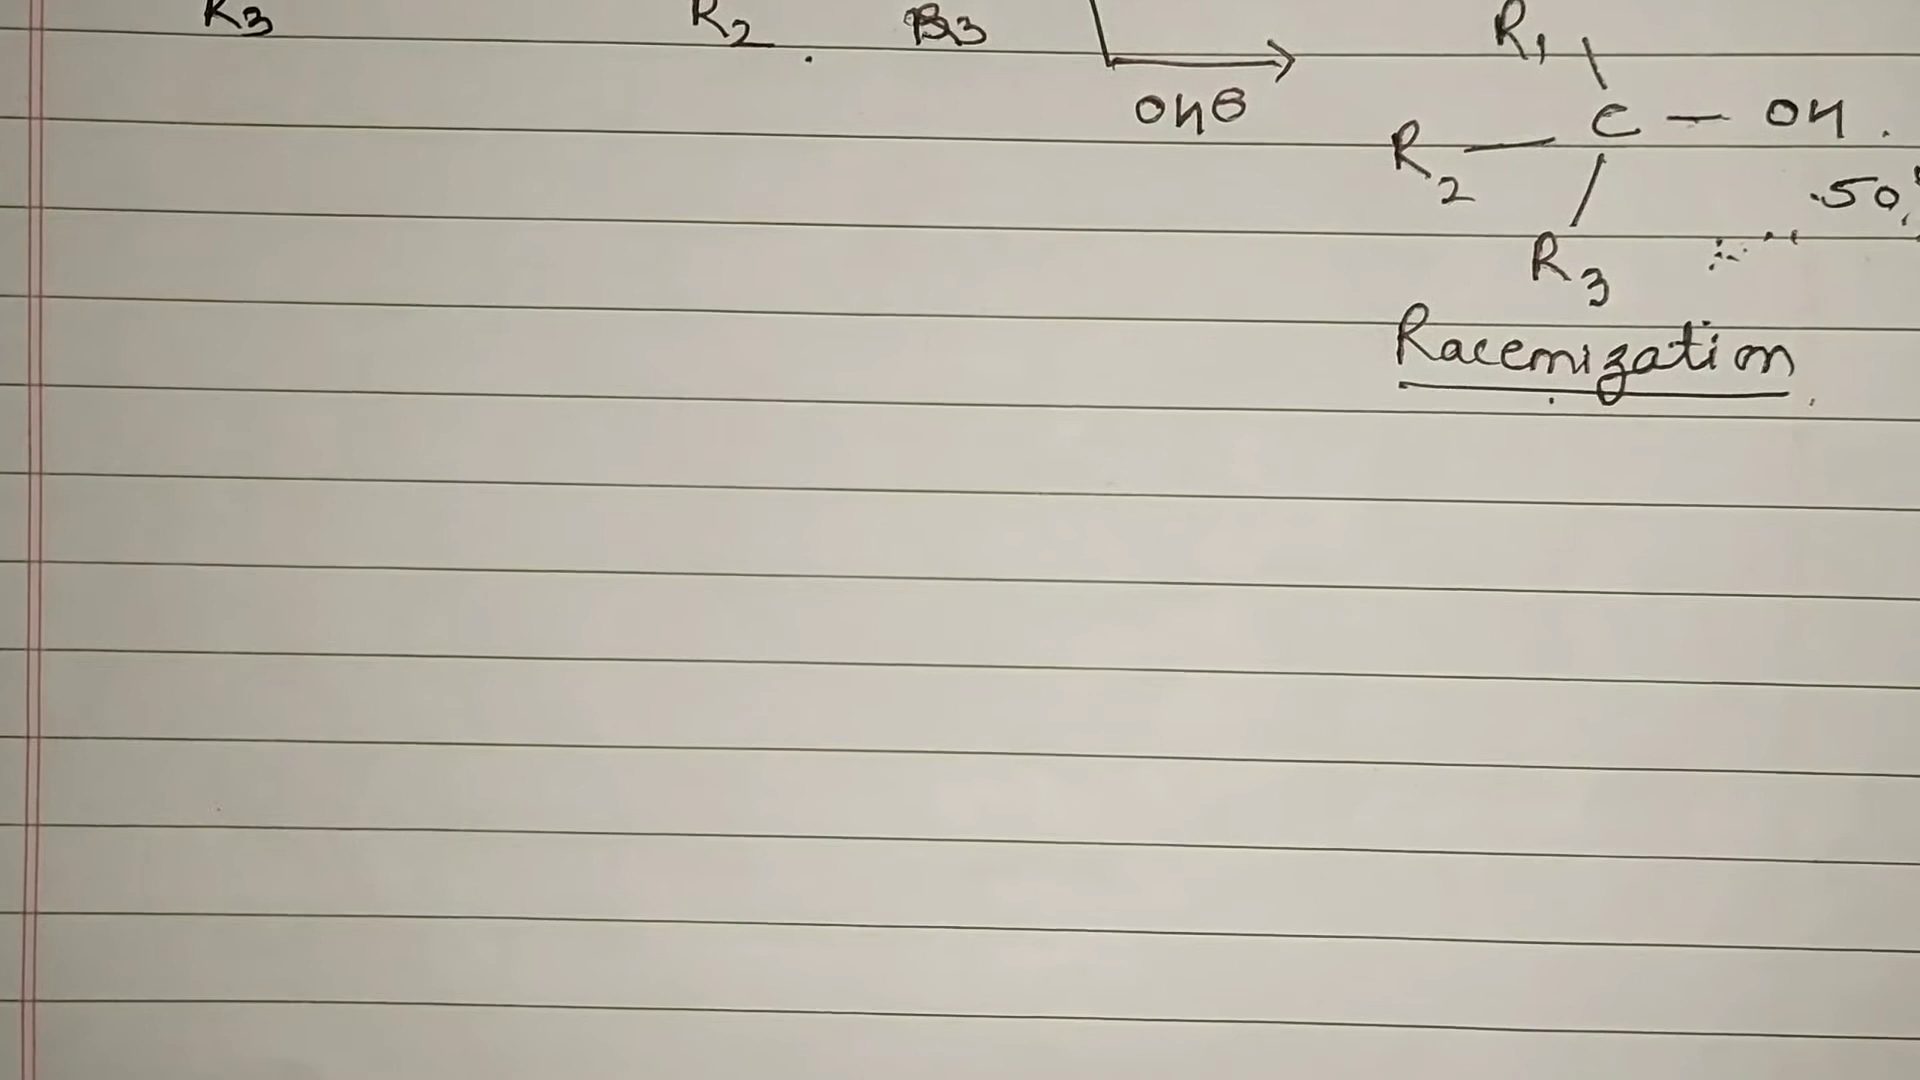 R3 R2 R3 R1
OH⊖ C — OH.
R2 50%
R3
Racemization